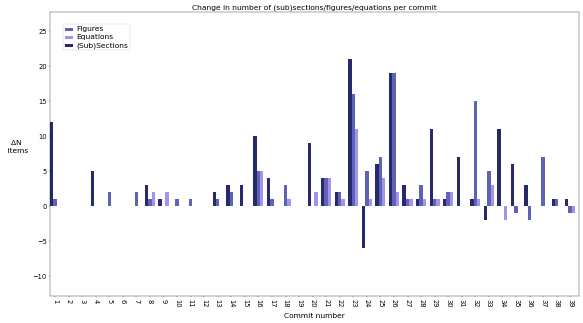 Change in number of (sub)sections/figures/equations per commit
Figures
Equations
(Sub)Sections
25
20
15
10
5
0
−5
−10
ΔN
items
1 2 3 4 5 6 7 8 9 10 11 12 13 14 15 16 17 18 19 20 21 22 23 24 25 26 27 28 29 30 31 32 33 34 35 36 37 38 39
Commit number